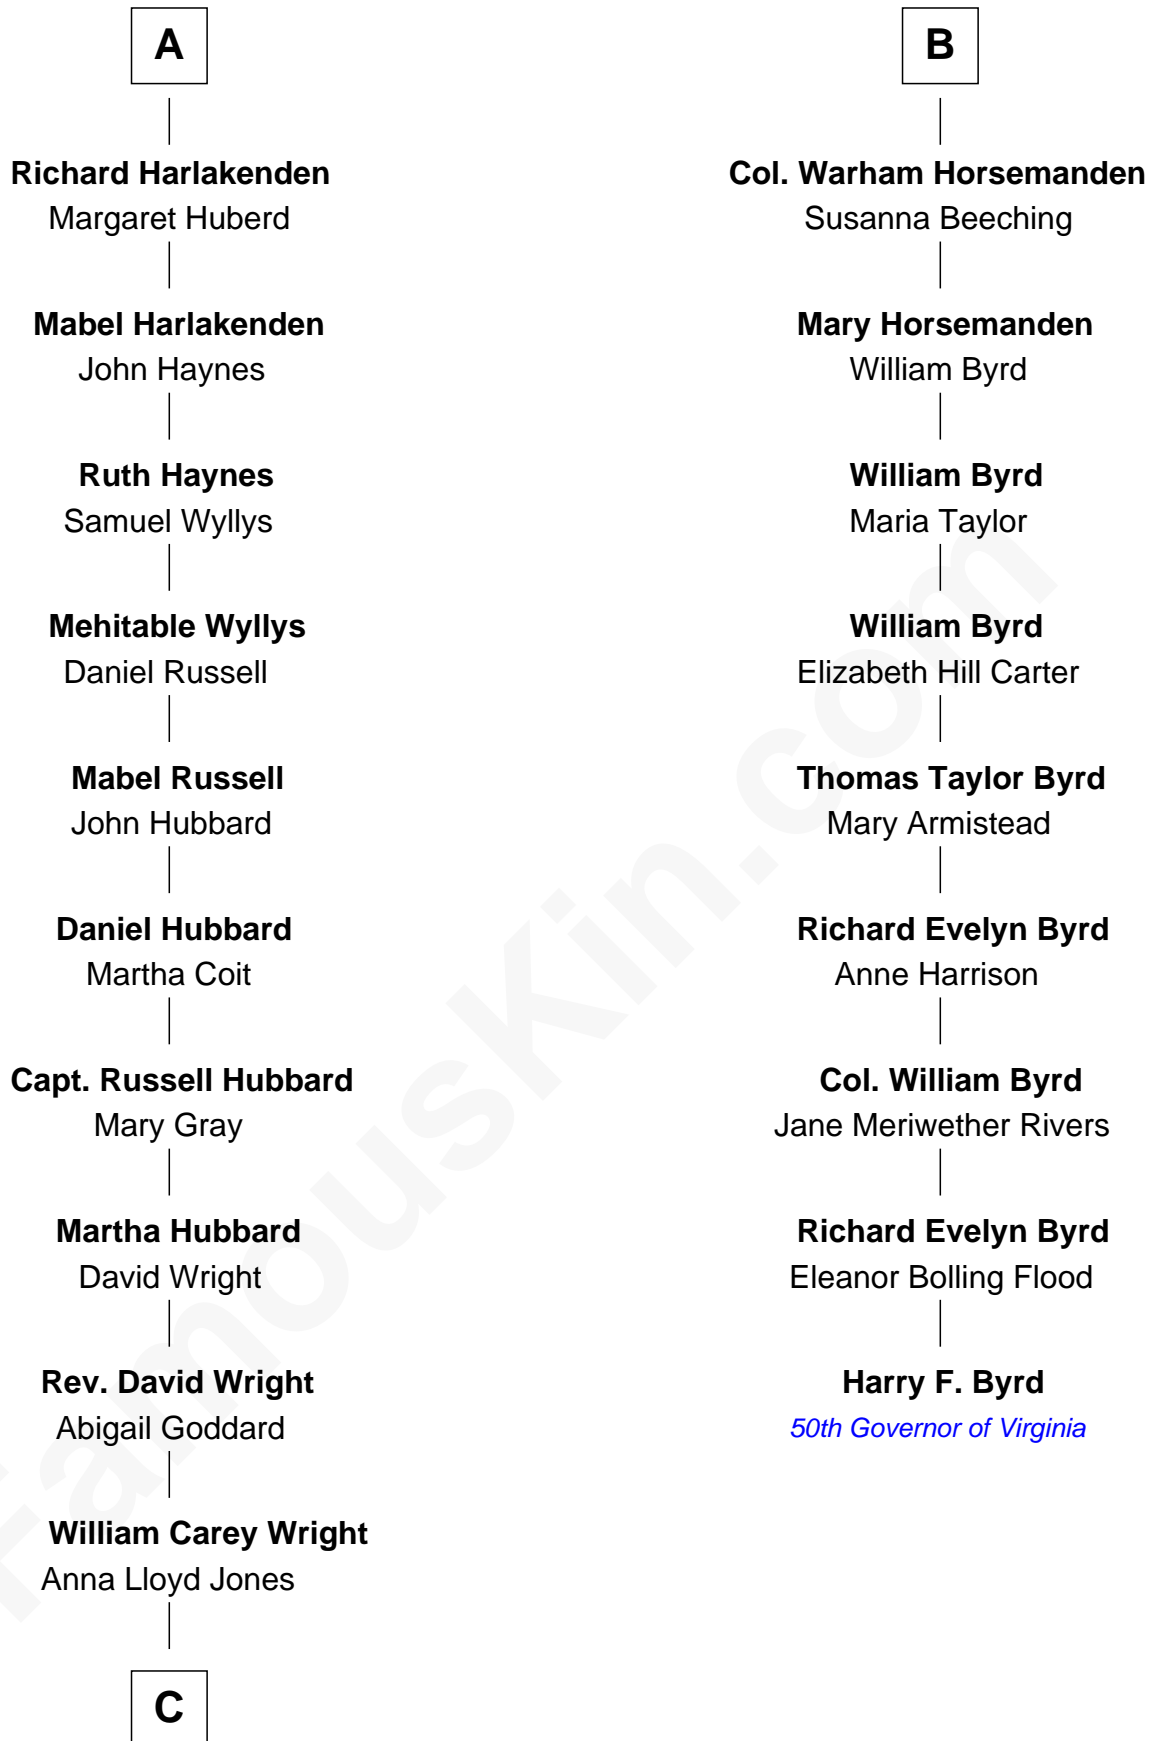 A
Richard Harlakenden
Margaret Huberd
Mabel Harlakenden
John Haynes
Ruth Haynes
Samuel Wyllys
Mehitable Wyllys
Daniel Russell
Mabel Russell
John Hubbard
Daniel Hubbard
Martha Coit
Capt. Russell Hubbard
Mary Gray
Martha Hubbard
David Wright
Rev. David Wright
Abigail Goddard
William Carey Wright
Anna Lloyd Jones
C
B
Col. Warham Horsemanden
Susanna Beeching
Mary Horsemanden
William Byrd
William Byrd
Maria Taylor
William Byrd
Elizabeth Hill Carter
Thomas Taylor Byrd
Mary Armistead
Richard Evelyn Byrd
Anne Harrison
Col. William Byrd
Jane Meriwether Rivers
Richard Evelyn Byrd
Eleanor Bolling Flood
Harry F. Byrd
50th Governor of Virginia
FamousKin.com